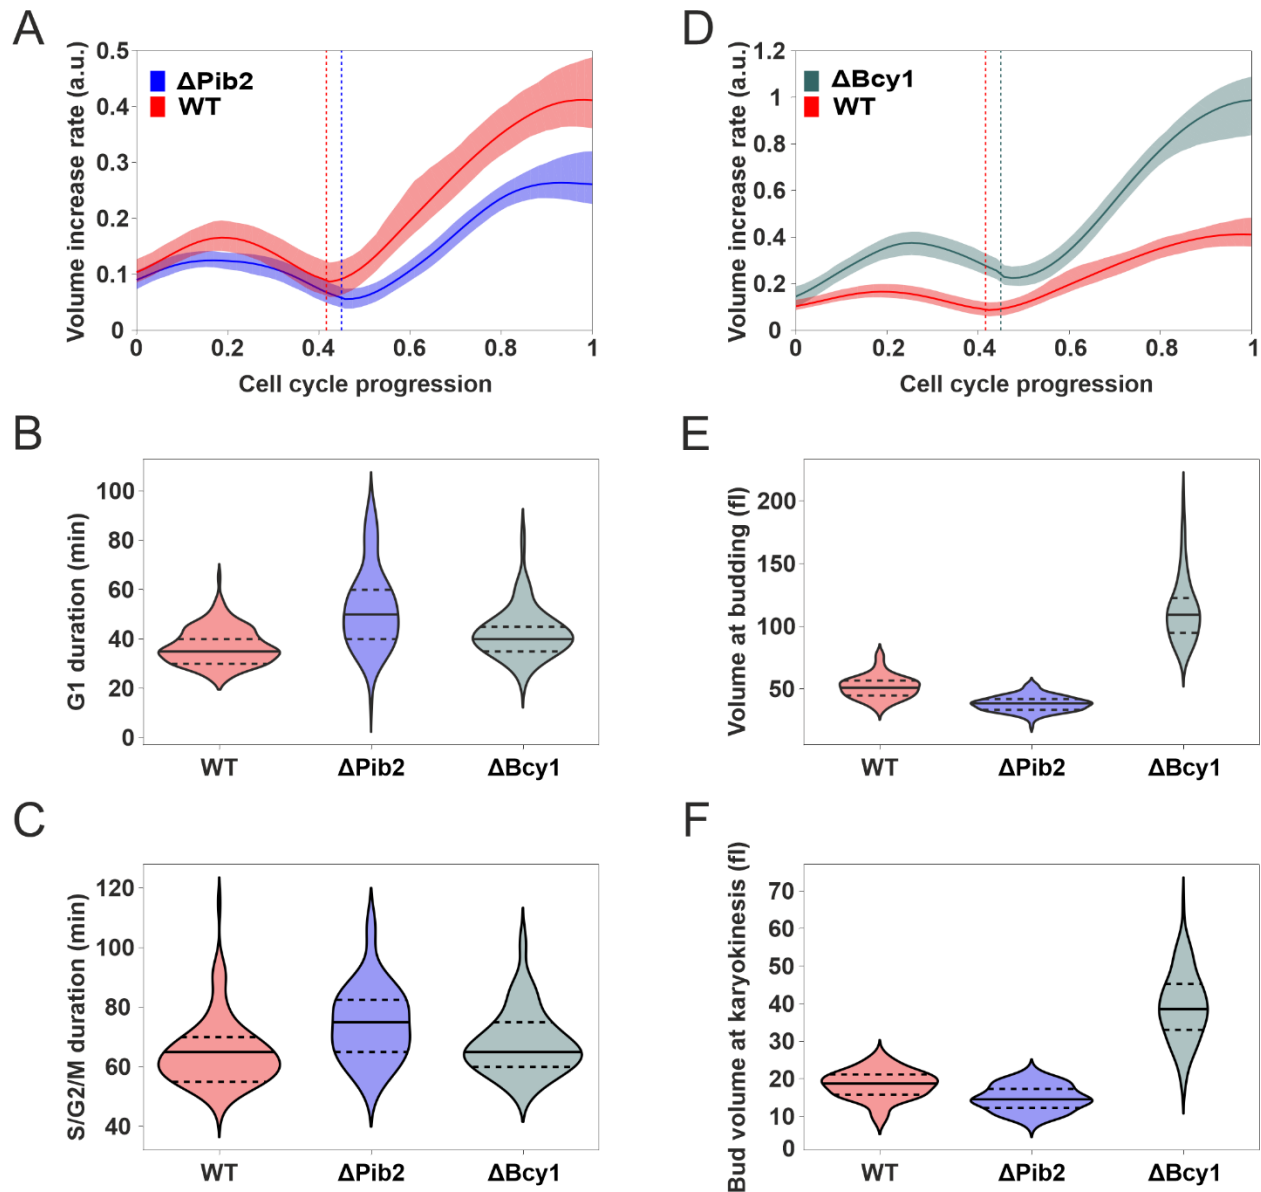 A
Volume increase rate (a.u.)
0.5
0.4
0.3
0.2
0.1
0
ΔPib2
WT
0 0.2 0.4 0.6 0.8 1
Cell cycle progression
D
Volume increase rate (a.u.)
1.2
1
0.8
0.6
0.4
0.2
0
ΔBcy1
WT
0 0.2 0.4 0.6 0.8 1
Cell cycle progression
B
G1 duration (min)
100
80
60
40
20
0
WT ΔPib2 ΔBcy1
E
Volume at budding (fl)
200
150
100
50
WT ΔPib2 ΔBcy1
C
S/G2/M duration (min)
120
100
80
60
40
WT ΔPib2 ΔBcy1
F
Bud volume at karyokinesis (fl)
70
60
50
40
30
20
10
0
WT ΔPib2 ΔBcy1